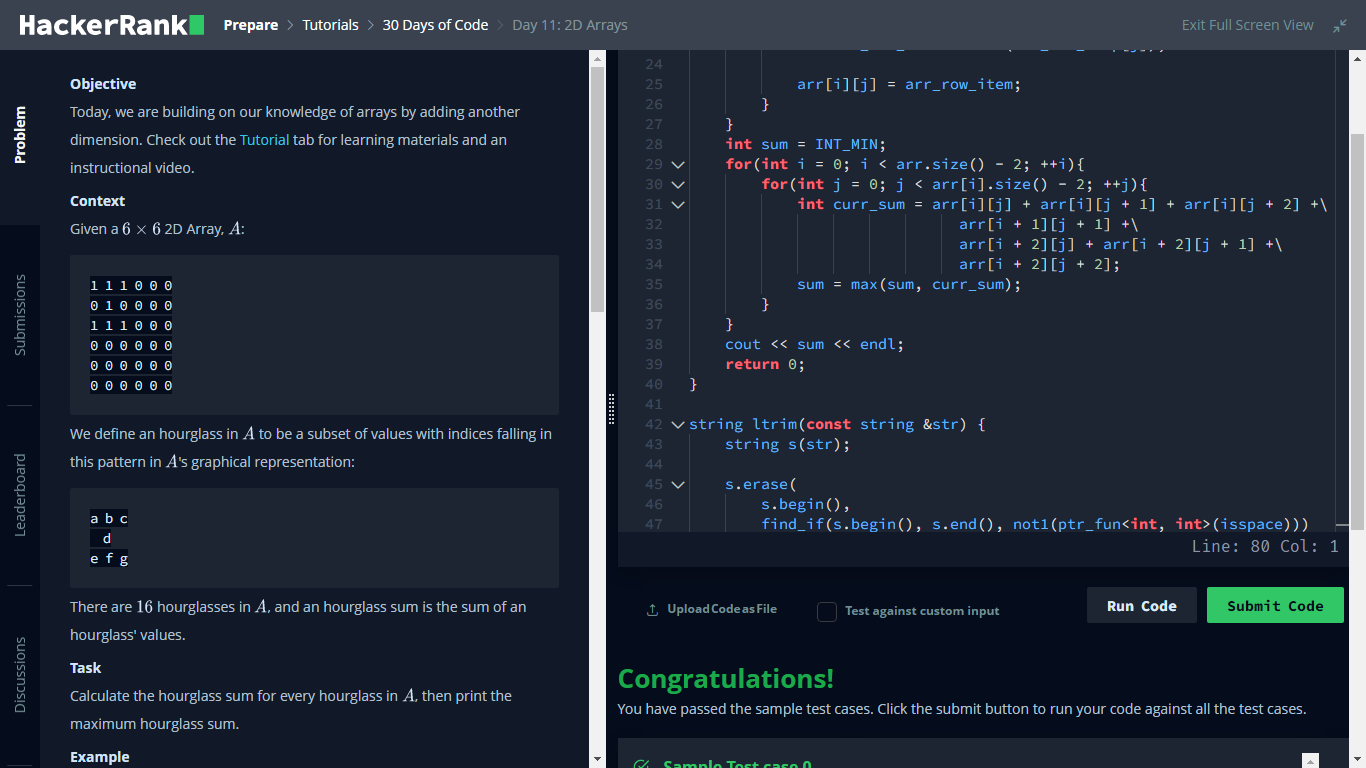 HackerRank
Prepare > Tutorials > 30 Days of Code > Day 11: 2D Arrays
Exit Full Screen View
Problem
Submissions
Leaderboard
Discussions
Objective
Today, we are building on our knowledge of arrays by adding another
dimension. Check out the Tutorial tab for learning materials and an
instructional video.
Context
Given a 6 × 6 2D Array, A:
1 1 1 0 0 0
0 1 0 0 0 0
1 1 1 0 0 0
0 0 0 0 0 0
0 0 0 0 0 0
0 0 0 0 0 0
We define an hourglass in A to be a subset of values with indices falling in
this pattern in A's graphical representation:
a b c
d
e f g
There are 16 hourglasses in A, and an hourglass sum is the sum of an
hourglass' values.
Task
Calculate the hourglass sum for every hourglass in A, then print the
maximum hourglass sum.
Example
24
25 arr[i][j] = arr_row_item;
26 }
27 }
28 int sum = INT_MIN;
29 for(int i = 0; i < arr.size() - 2; ++i){
30 for(int j = 0; j < arr[i].size() - 2; ++j){
31 int curr_sum = arr[i][j] + arr[i][j + 1] + arr[i][j + 2] +\
32 arr[i + 1][j + 1] +\
33 arr[i + 2][j] + arr[i + 2][j + 1] +\
34 arr[i + 2][j + 2];
35 sum = max(sum, curr_sum);
36 }
37 }
38 cout << sum << endl;
39 return 0;
40 }
41
42 string ltrim(const string &str) {
43 string s(str);
44
45 s.erase(
46 s.begin(),
47 find_if(s.begin(), s.end(), not1(ptr_fun<int, int>(isspace)))
Line: 80 Col: 1
Upload Code as File
Test against custom input
Run Code
Submit Code
Congratulations!
You have passed the sample test cases. Click the submit button to run your code against all the test cases.
Sample Test case 0